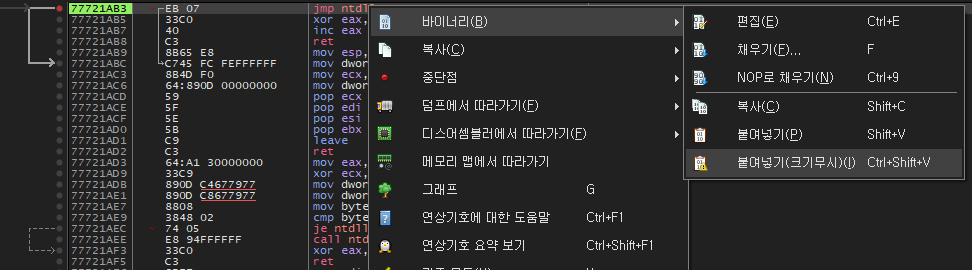 77721AB3 EB 07 jmp ntdl 바이너리(B) 편집(E) Ctrl+E
77721AB5 33C0 xor eax,
77721AB7 40 inc eax 복사(C) 채우기(F)... F
77721AB8 C3 ret
77721AB9 8B65 E8 mov esp, 중단점 NOP로 채우기(N) Ctrl+9
77721ABC C745 FC FEFFFFFF mov dwor
77721AC3 8B4D F0 mov ecx, 덤프에서 따라가기(F) 복사(C) Shift+C
77721AC6 64:890D 00000000 mov dwor
77721ACD 59 pop ecx 디스어셈블러에서 따라가기(F) 붙여넣기(P) Shift+V
77721ACE 5F pop edi
77721ACF 5E pop esi
77721AD0 5B pop ebx
77721AD1 C9 leave 메모리 맵에서 따라가기 붙여넣기(크기무시)(I) Ctrl+Shift+V
77721AD2 C3 ret
77721AD3 64:A1 30000000 mov eax,
77721AD9 33C9 xor ecx, 그래프 G
77721ADB 890D C4677977 mov dwor
77721AE1 890D C8677977 mov dwor 연상기호에 대한 도움말 Ctrl+F1
77721AE7 8808 mov byte
77721AE9 3848 02 cmp byte
77721AEC 74 05 je ntdll 연상기호 요약 보기 Ctrl+Shift+F1
77721AEE E8 94FFFFFF call ntd
77721AF3 33C0 xor eax,
77721AF5 C3 ret